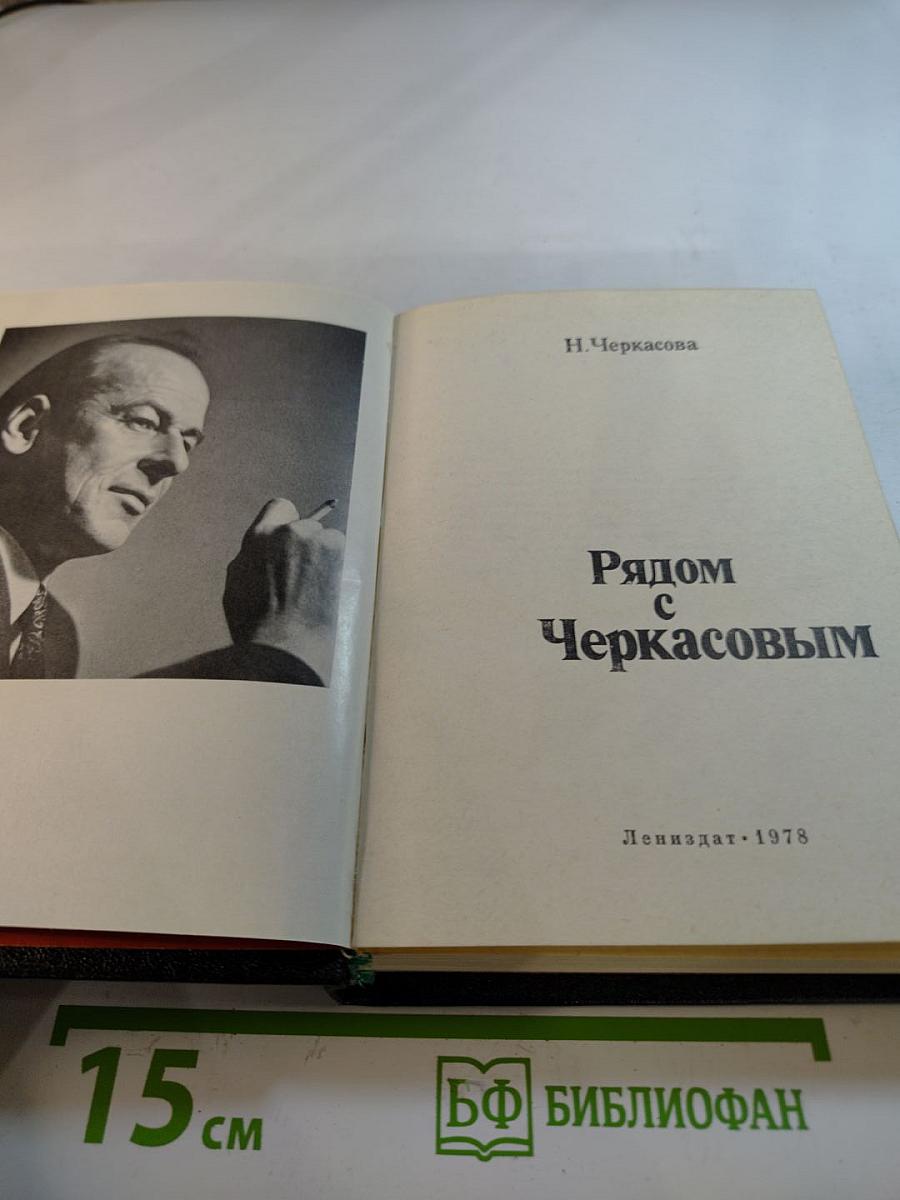 Н. Черкасова
Рядом
с
Черкасовым
Лениздат • 1978
15 см
БФ БИБЛИОФАН